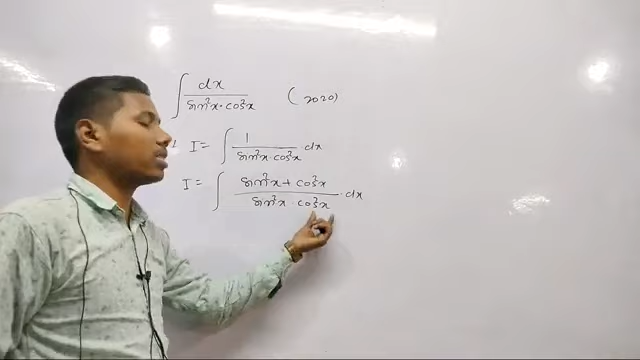 ∫ dx / sin²x · cos²x (2020)
I = ∫ 1 / sin²x · cos²x · dx
I = ∫ sin²x + cos²x / sin²x · cos²x · dx